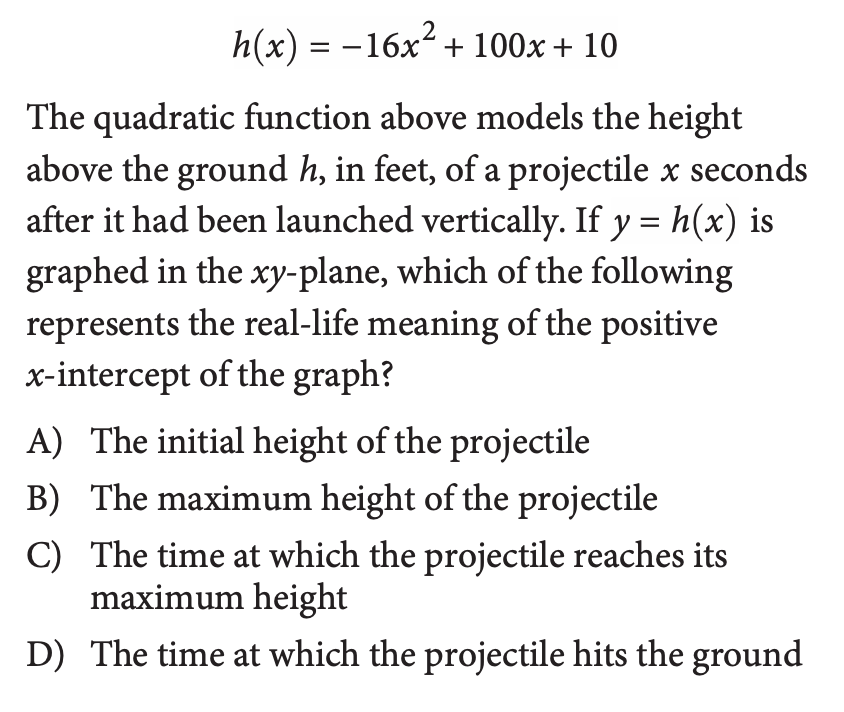 h(x) = −16x² + 100x + 10
The quadratic function above models the height
above the ground h, in feet, of a projectile x seconds
after it had been launched vertically. If y = h(x) is
graphed in the xy-plane, which of the following
represents the real-life meaning of the positive
x-intercept of the graph?
A) The initial height of the projectile
B) The maximum height of the projectile
C) The time at which the projectile reaches its
maximum height
D) The time at which the projectile hits the ground